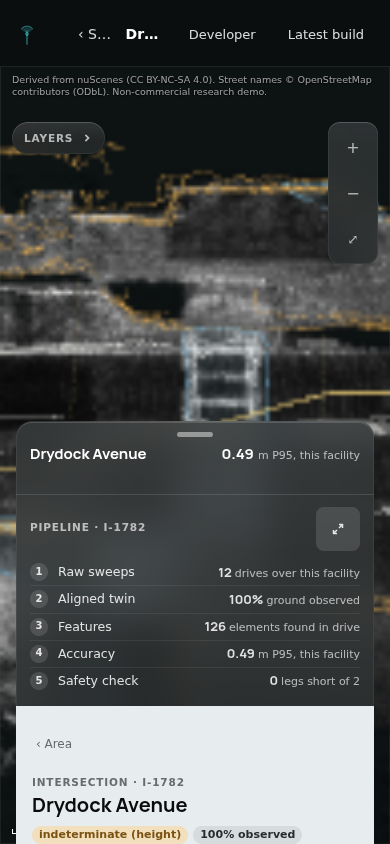 ‹ S… Dr… Developer Latest build
Derived from nuScenes (CC BY-NC-SA 4.0). Street names © OpenStreetMap
contributors (ODbL). Non-commercial research demo.
LAYERS ›
+
−
Drydock Avenue 0.49 m P95, this facility
PIPELINE · I-1782
1 Raw sweeps 12 drives over this facility
2 Aligned twin 100% ground observed
3 Features 126 elements found in drive
4 Accuracy 0.49 m P95, this facility
5 Safety check 0 legs short of 2
‹ Area
INTERSECTION · I-1782
Drydock Avenue
indeterminate (height) 100% observed